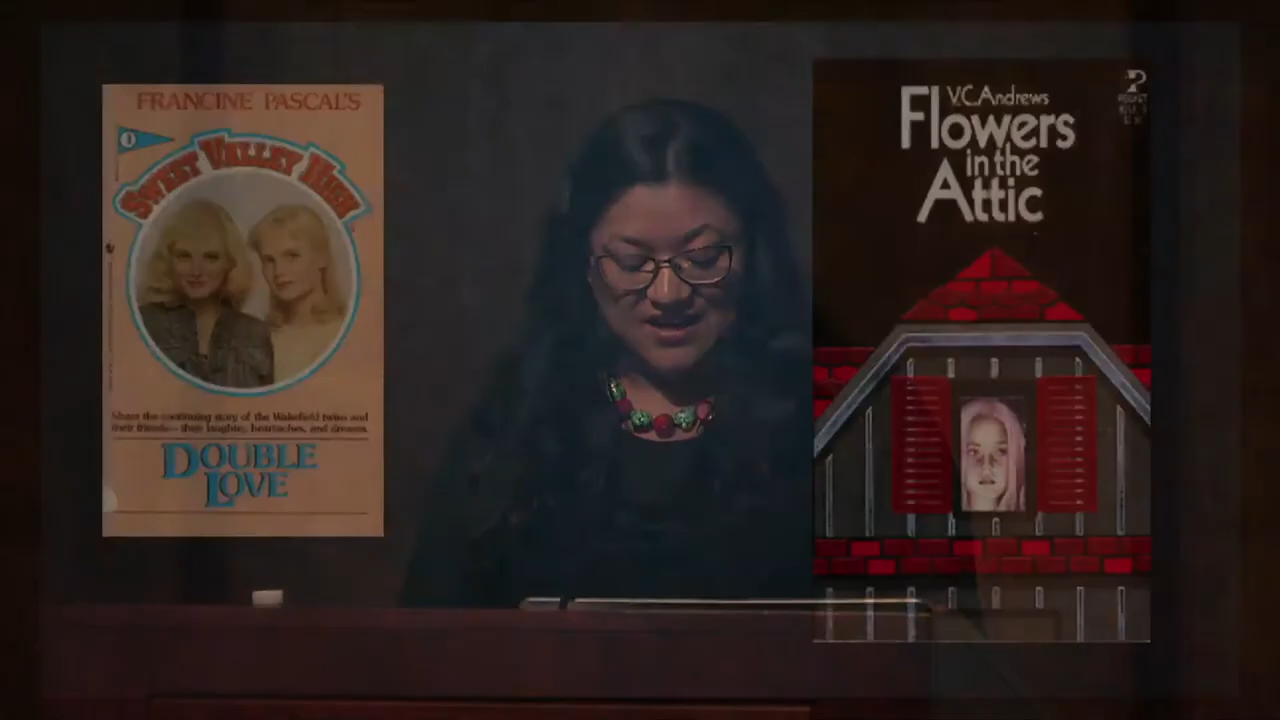 FRANCINE PASCAL'S
1
SWEET VALLEY HIGH
Share the continuing story of the Wakefield twins and
their friends—their laughter, heartaches, and dreams.
DOUBLE
LOVE
V.C. Andrews
Flowers
in the
Attic
POCKET